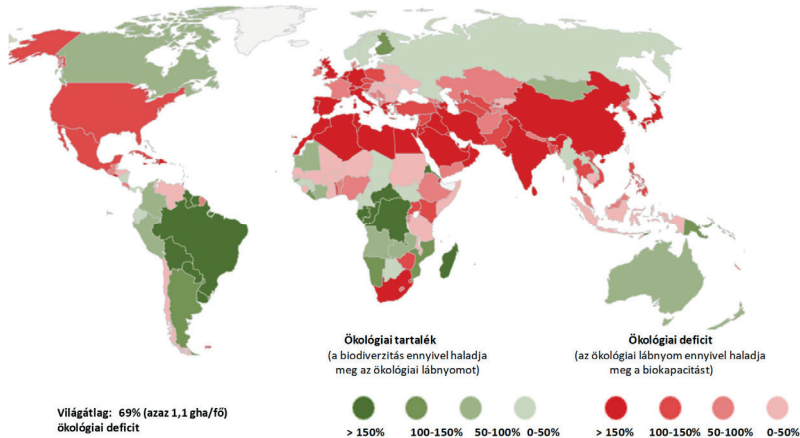 Ökológiai tartalék
(a biodiverzitás ennyivel haladja
meg az ökológiai lábnyomot)
> 150%
100-150%
50-100%
0-50%
Ökológiai deficit
(az ökológiai lábnyom ennyivel haladja
meg a biokapacitást)
> 150%
100-150%
50-100%
0-50%
Világátlag: 69% (azaz 1,1 gha/fő)
ökológiai deficit